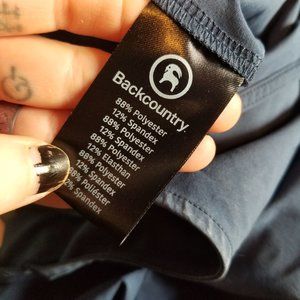 Backcountry
88% Polyester
12% Spandex
88% Polyester
12% Spandex
88% Polyester
12% Elasthan
88% Polyester
12% Spandex
88% Poliéster
12% Spandex